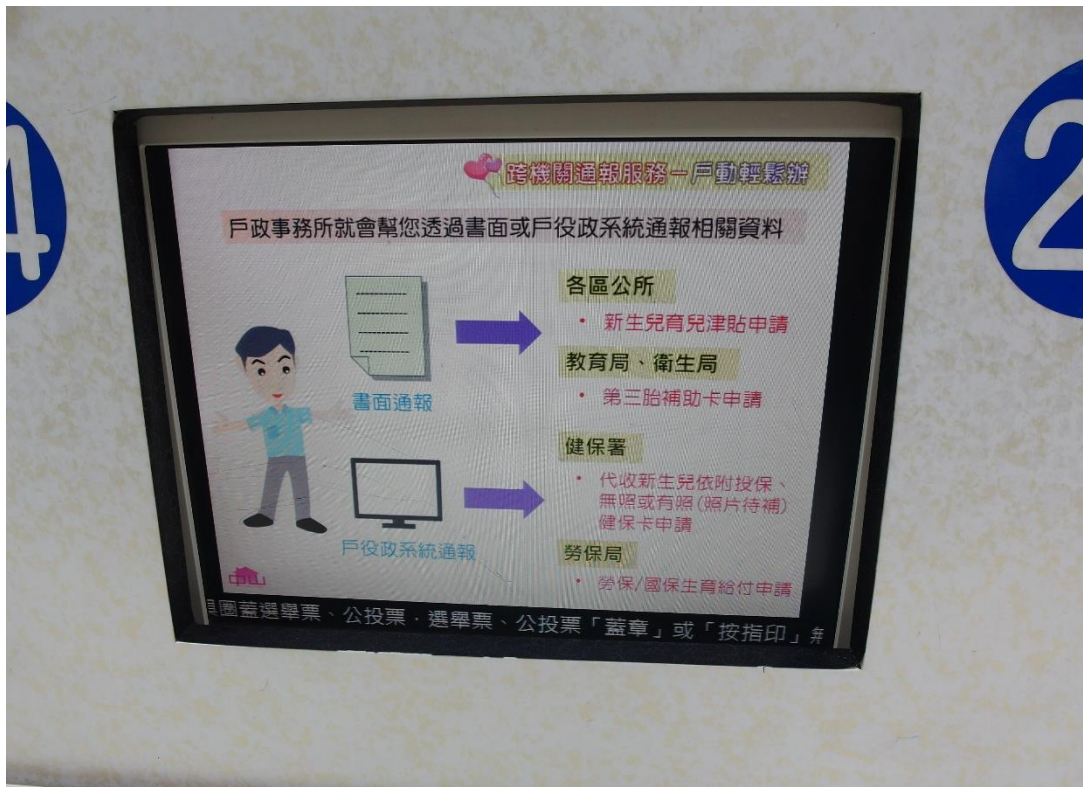 4
2
跨機關通報服務－戶動輕鬆辦
戶政事務所就會幫您透過書面或戶役政系統通報相關資料
書面通報
各區公所
• 新生兒育兒津貼申請
教育局、衛生局
• 第三胎補助卡申請
戶役政系統通報
健保署
• 代收新生兒依附投保、
無照或有照(照片待補)
健保卡申請
勞保局
• 勞保/國保生育給付申請
中山
圈蓋選舉票、公投票．選舉票、公投票「蓋章」或「按指印」